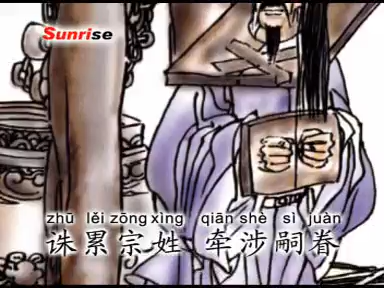 Sunrise
zhū lěi zōng xìng qiān shè sì juàn
诛累宗姓 牵涉嗣眷